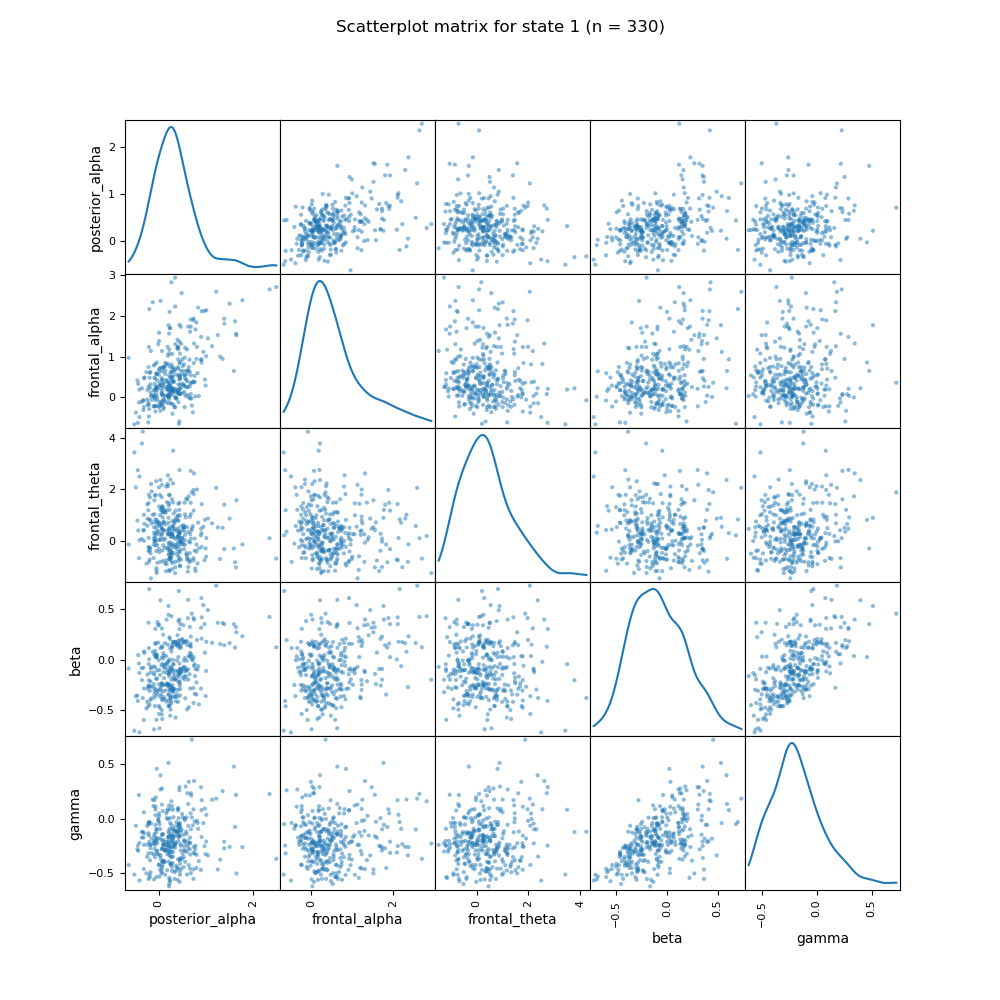 Scatterplot matrix for state 1 (n = 330)
posterior_alpha
2
1
0
frontal_alpha
3
2
1
0
frontal_theta
4
2
0
beta
0.5
0.0
−0.5
gamma
0.5
0.0
−0.5
0 2 0 2 0 2 4 −0.5 0.0 0.5 −0.5 0.0 0.5
posterior_alpha frontal_alpha frontal_theta
beta gamma